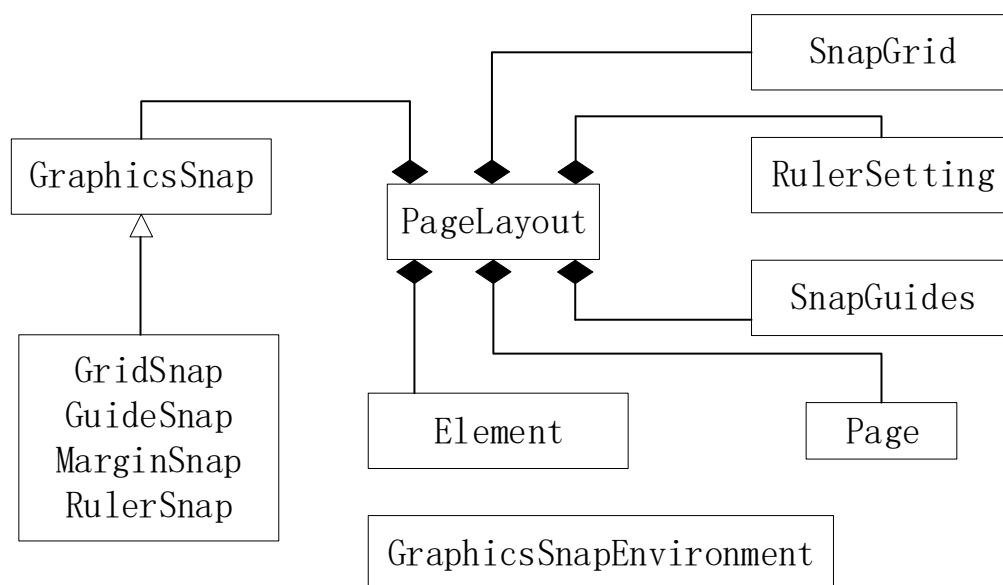 SnapGrid
GraphicsSnap
RulerSetting
PageLayout
SnapGuides
GridSnap
GuideSnap
MarginSnap
RulerSnap
Element
Page
GraphicsSnapEnvironment